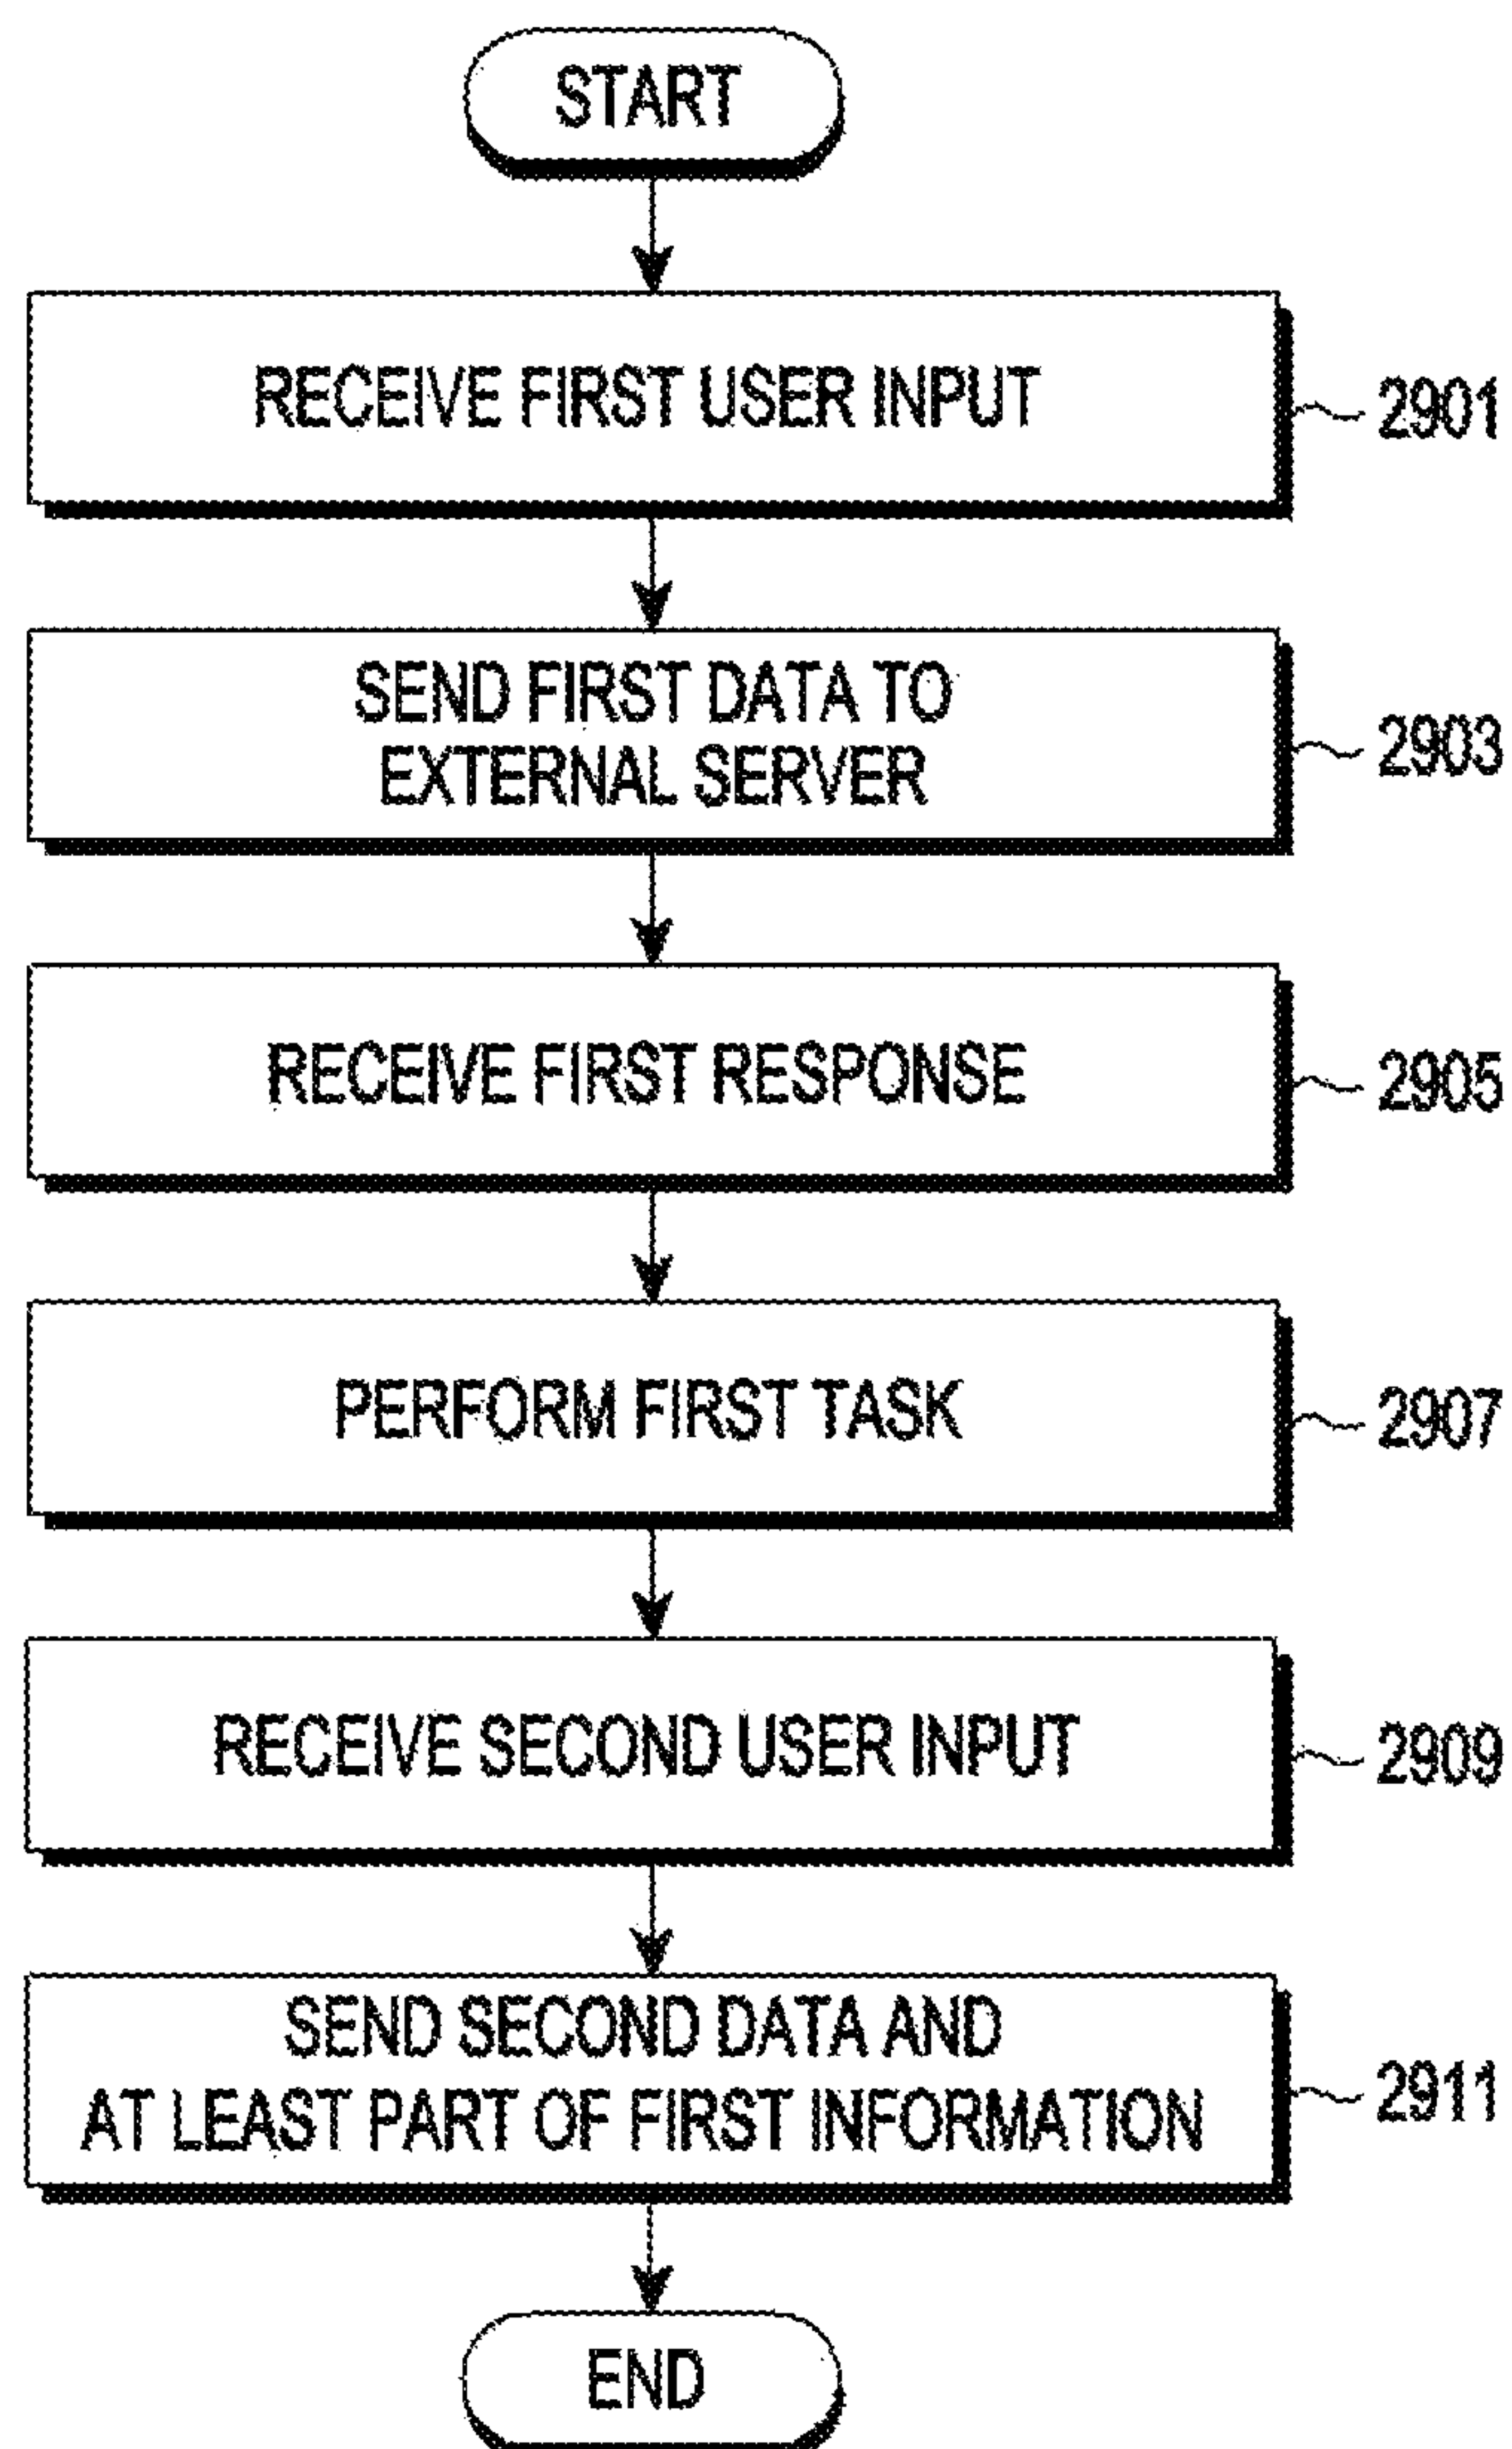 START
RECEIVE FIRST USER INPUT
2901
SEND FIRST DATA TO
EXTERNAL SERVER
2903
RECEIVE FIRST RESPONSE
2905
PERFORM FIRST TASK
2907
RECEIVE SECOND USER INPUT
2909
SEND SECOND DATA AND
AT LEAST PART OF FIRST INFORMATION
2911
END